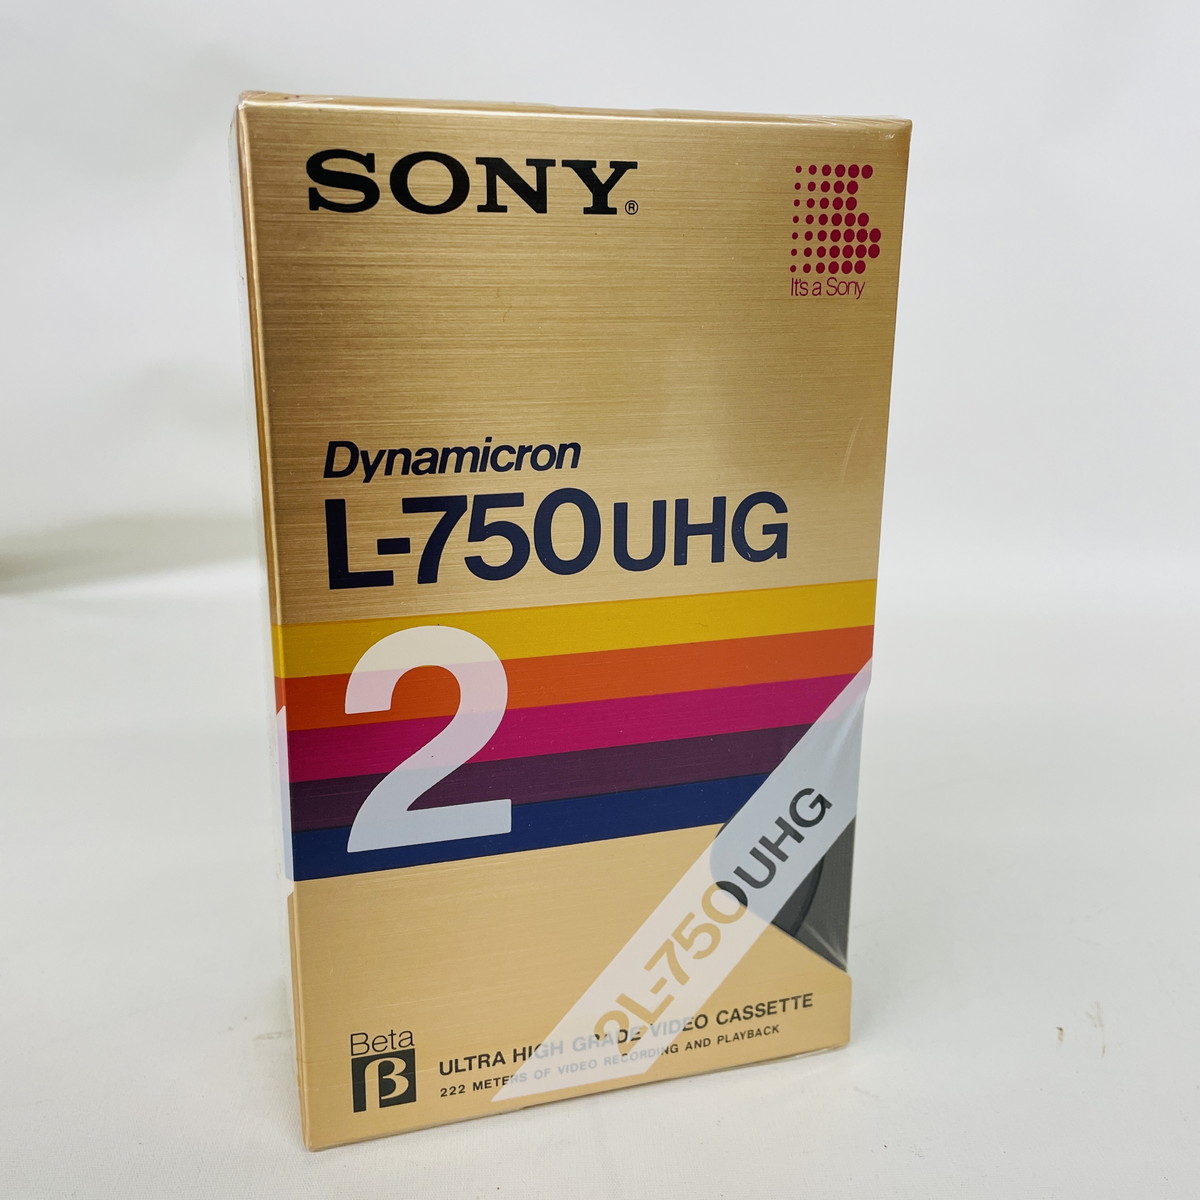 SONY®
It's a Sony
Dynamicron
L-750UHG
2
2L-750UHG
Beta
β
ULTRA HIGH GRADE VIDEO CASSETTE
222 METERS OF VIDEO RECORDING AND PLAYBACK